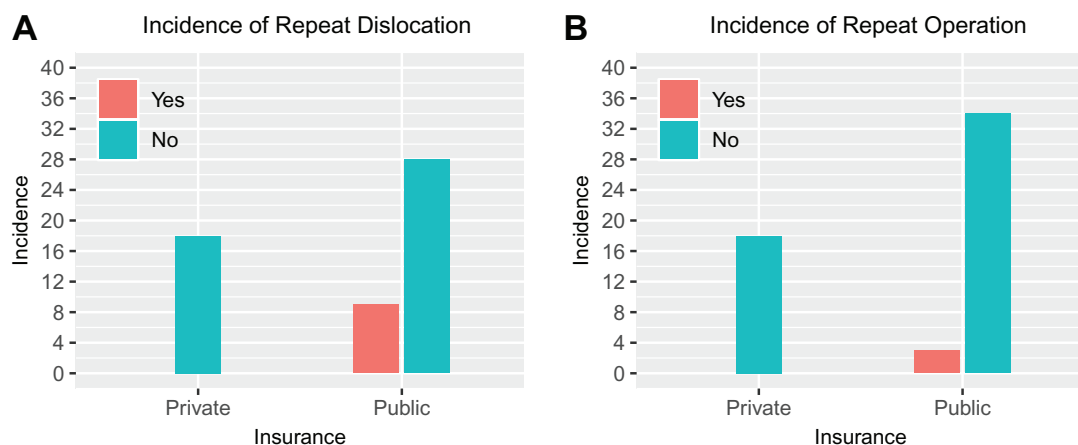 A
Incidence of Repeat Dislocation
40
36
32
28
24
20
16
12
8
4
0
Incidence
Yes
No
Private
Public
Insurance
B
Incidence of Repeat Operation
40
36
32
28
24
20
16
12
8
4
0
Incidence
Yes
No
Private
Public
Insurance